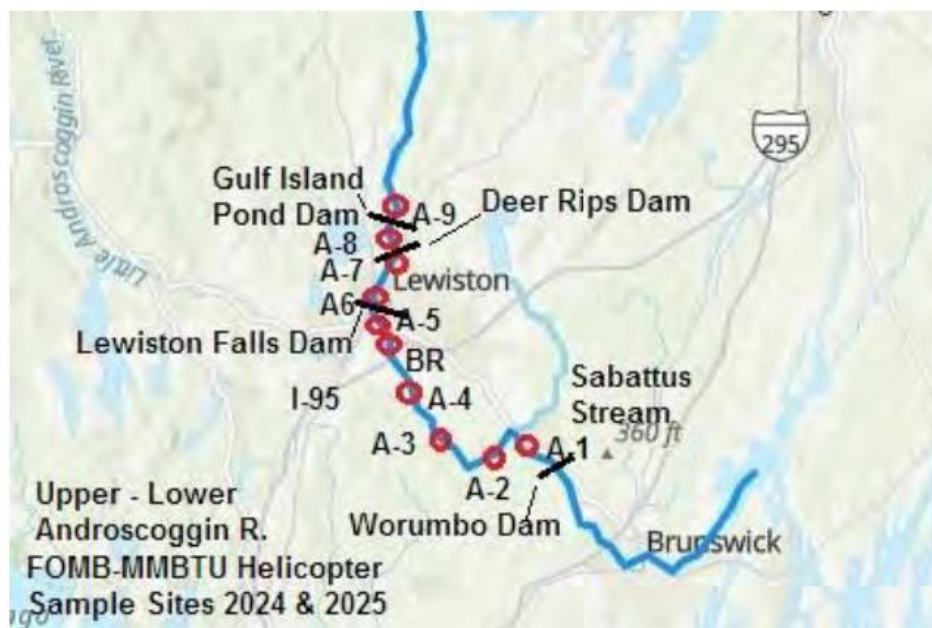 295
Gulf Island
Pond Dam
A-9
Deer Rips Dam
A-8
A-7
Lewiston
A6
A-5
Lewiston Falls Dam
BR
I-95
A-4
Sabattus
Stream
360 ft
A-3
A-1
A-2
Worumbo Dam
Little Androscoggin River
Brunswick
Upper - Lower
Androscoggin R.
FOMB-MMBTU Helicopter
Sample Sites 2024 & 2025